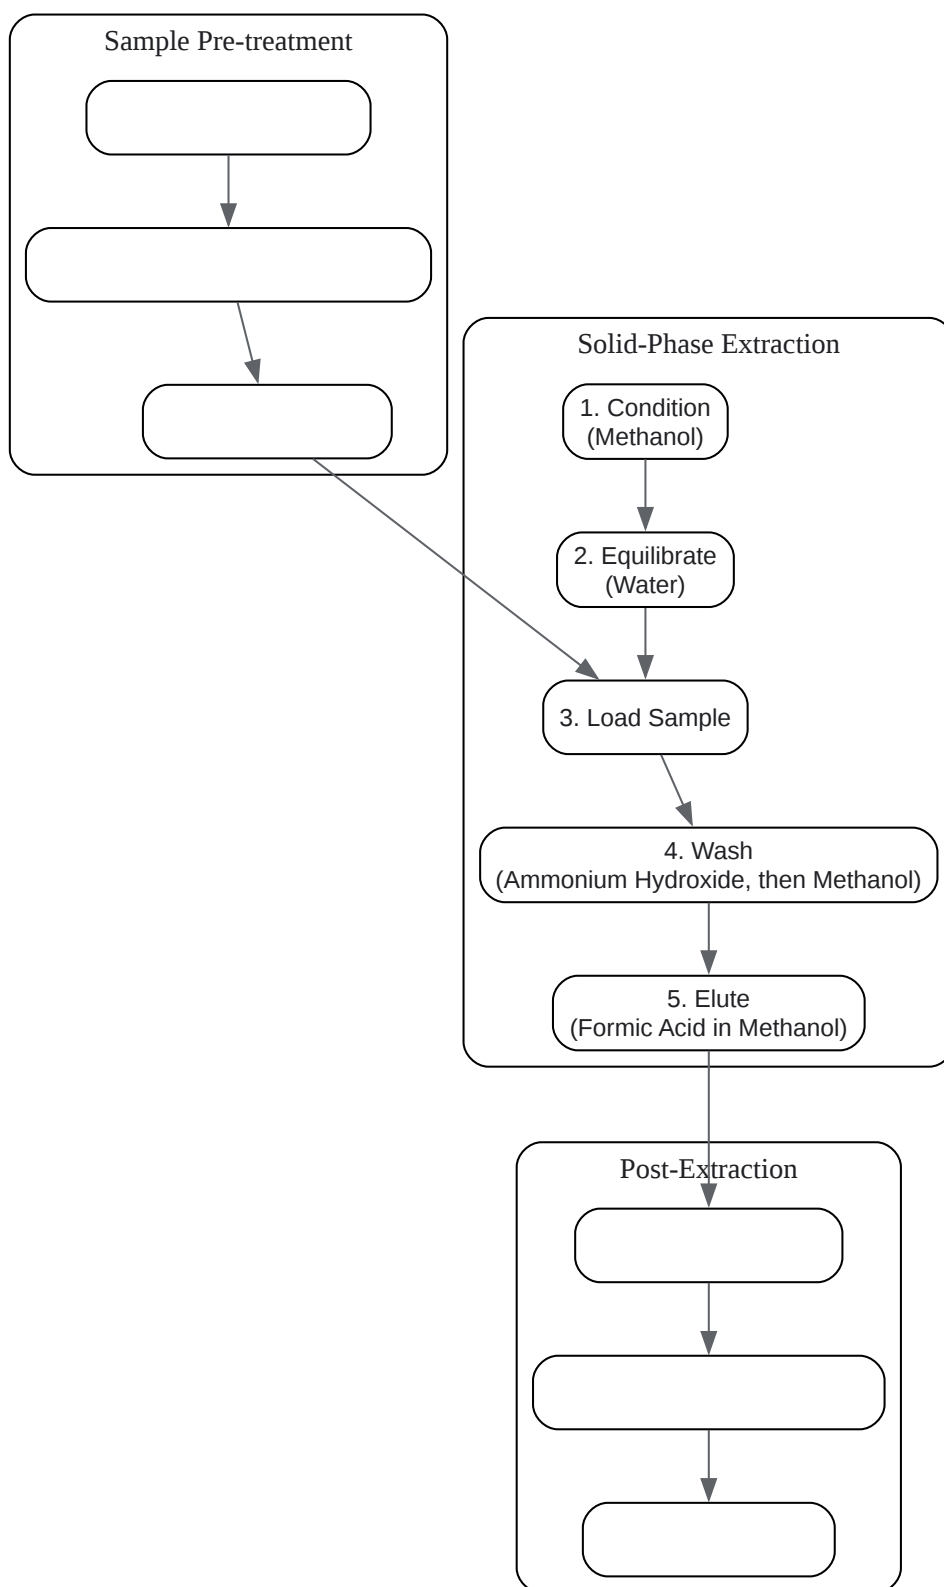 Sample Pre-treatment
Solid-Phase Extraction
1. Condition
(Methanol)
2. Equilibrate
(Water)
3. Load Sample
4. Wash
(Ammonium Hydroxide, then Methanol)
5. Elute
(Formic Acid in Methanol)
Post-Extraction